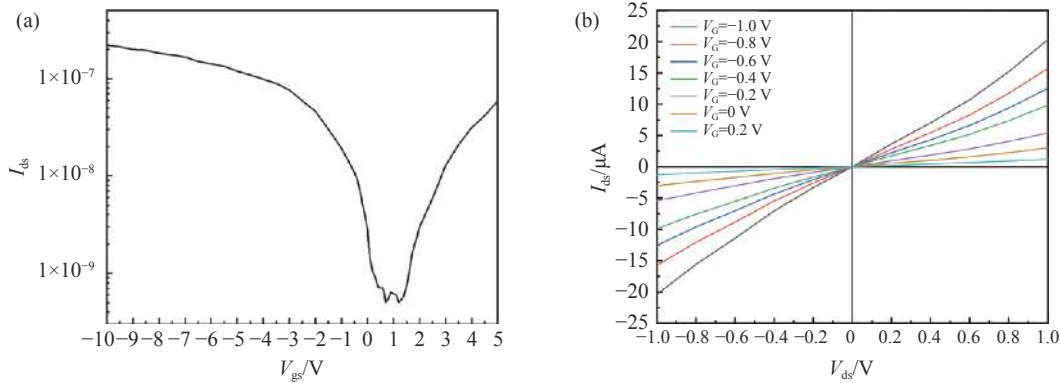 (a)
I_ds
1×10⁻⁷
1×10⁻⁸
1×10⁻⁹
−10 −9 −8 −7 −6 −5 −4 −3 −2 −1 0 1 2 3 4 5
V_gs/V
(b)
I_ds/μA
25
20
15
10
5
0
−5
−10
−15
−20
25
V_G=−1.0 V
V_G=−0.8 V
V_G=−0.6 V
V_G=−0.4 V
V_G=−0.2 V
V_G=0 V
V_G=0.2 V
−1.0 −0.8 −0.6 −0.4 −0.2 0 0.2 0.4 0.6 0.8 1.0
V_ds/V